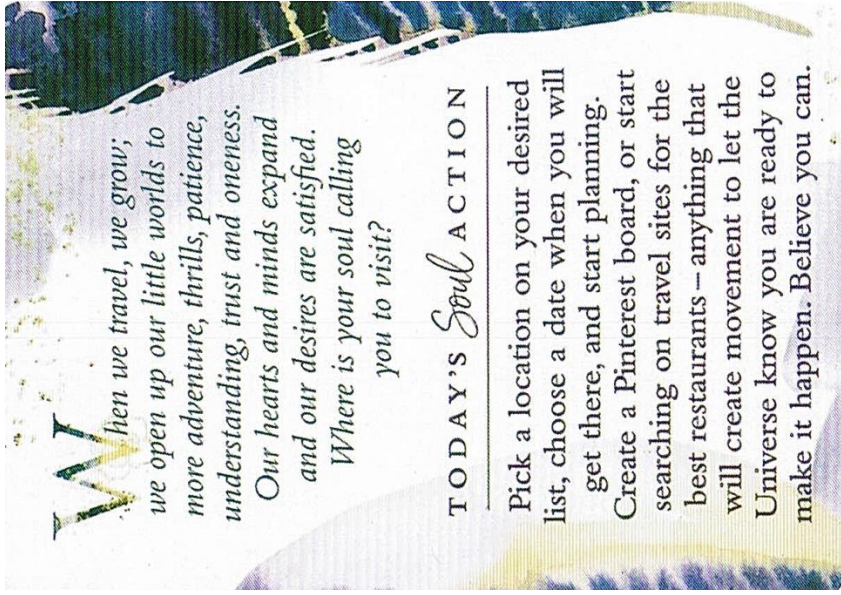 When we travel, we grow;
we open up our little worlds to
more adventure, thrills, patience,
understanding, trust and oneness.
Our hearts and minds expand
and our desires are satisfied.
Where is your soul calling
you to visit?
TODAY'S Soul ACTION
Pick a location on your desired
list, choose a date when you will
get there, and start planning.
Create a Pinterest board, or start
searching on travel sites for the
best restaurants – anything that
will create movement to let the
Universe know you are ready to
make it happen. Believe you can.